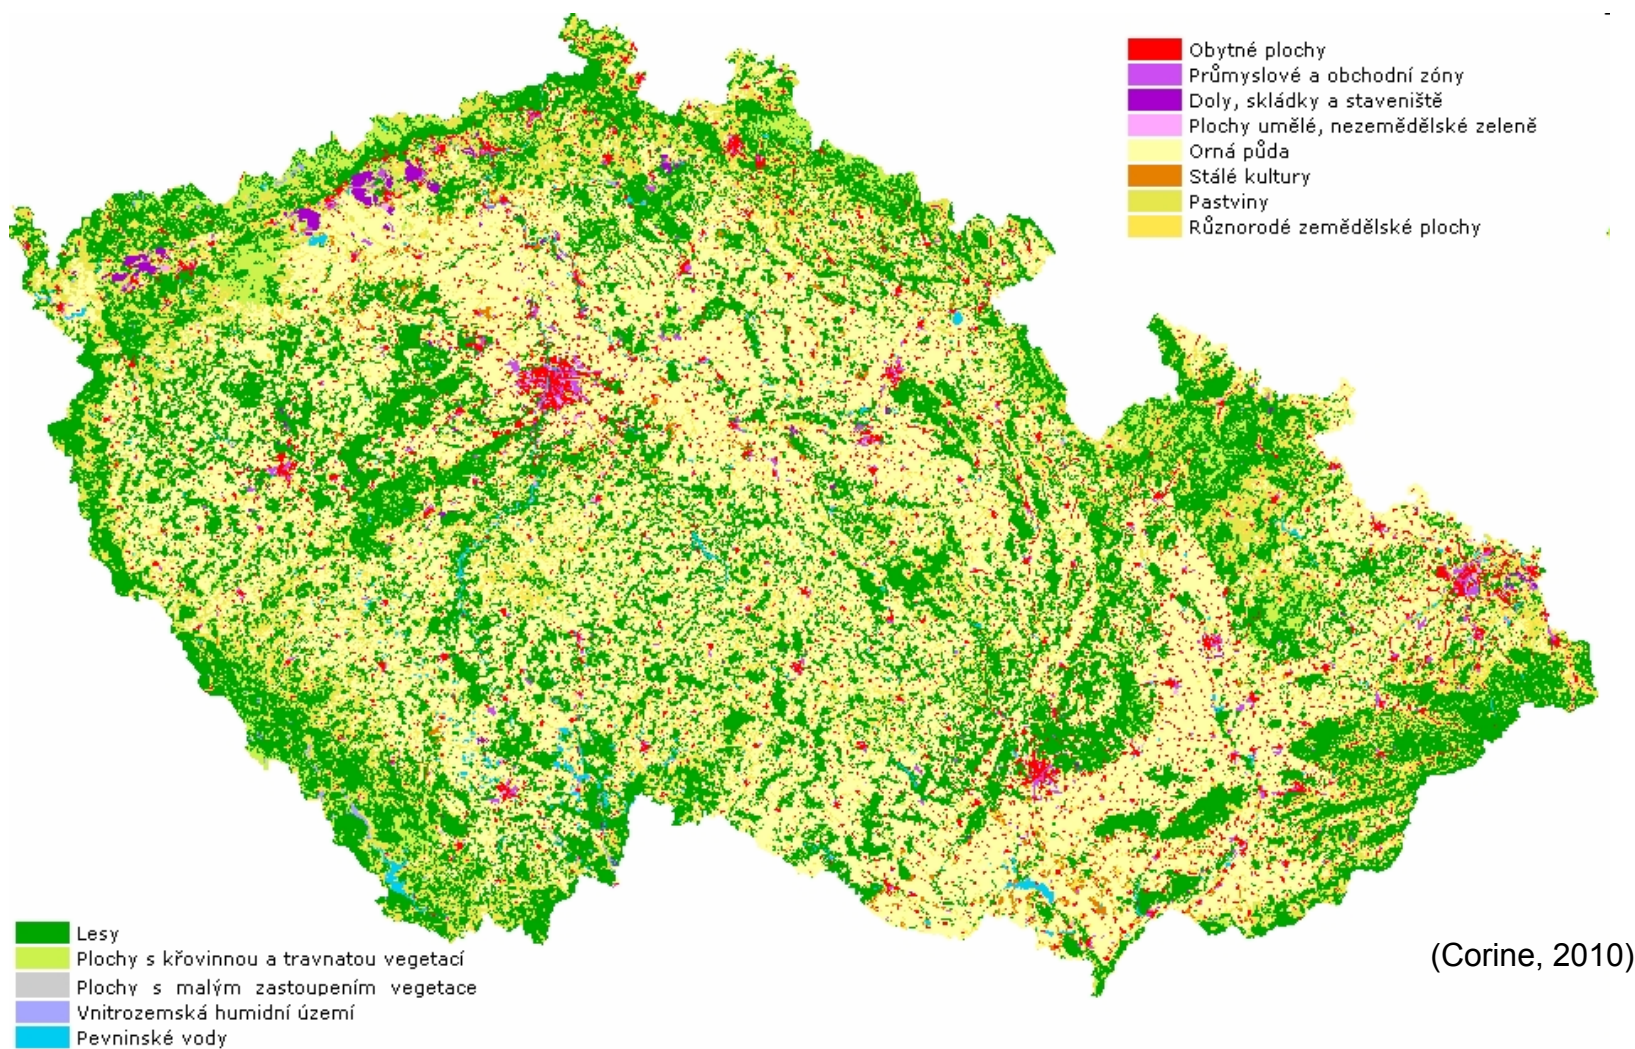 Obytné plochy
Průmyslové a obchodní zóny
Doly, skládky a staveniště
Plochy umělé, nezemědělské zeleně
Orná půda
Stálé kultury
Pastviny
Různorodé zemědělské plochy
Lesy
Plochy s křovinnou a travnatou vegetací
Plochy s malým zastoupením vegetace
Vnitrozemská humidní území
Pevninské vody
(Corine, 2010)